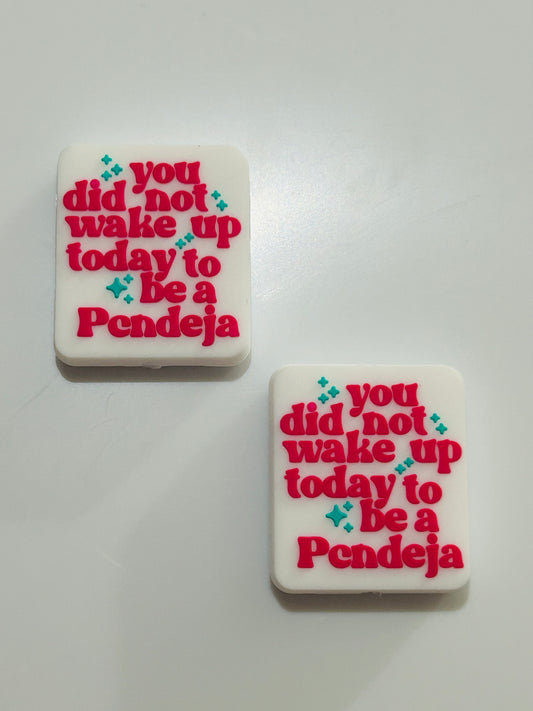 you
did not
wake up
today to
be a
Pendeja
you
did not
wake up
today to
be a
Pendeja